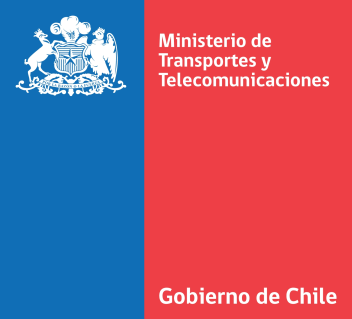 Ministerio de
Transportes y
Telecomunicaciones
Gobierno de Chile